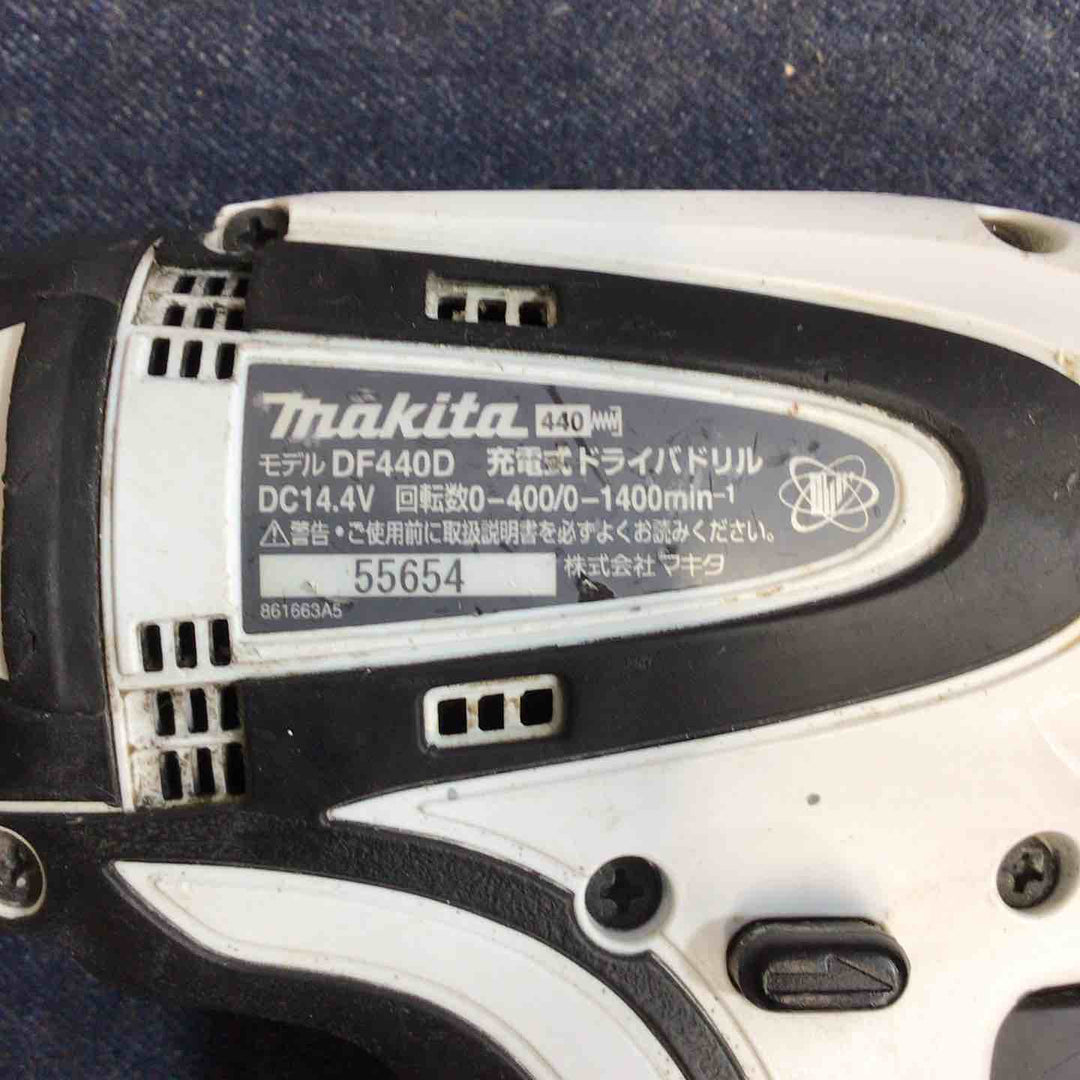 makita 440
モデル DF440D 充電式ドライバドリル
DC14.4V 回転数0-400/0-1400min-1
⚠警告・ご使用前に取扱説明書を必ずよくお読みください。
55654 株式会社マキタ
861663A5